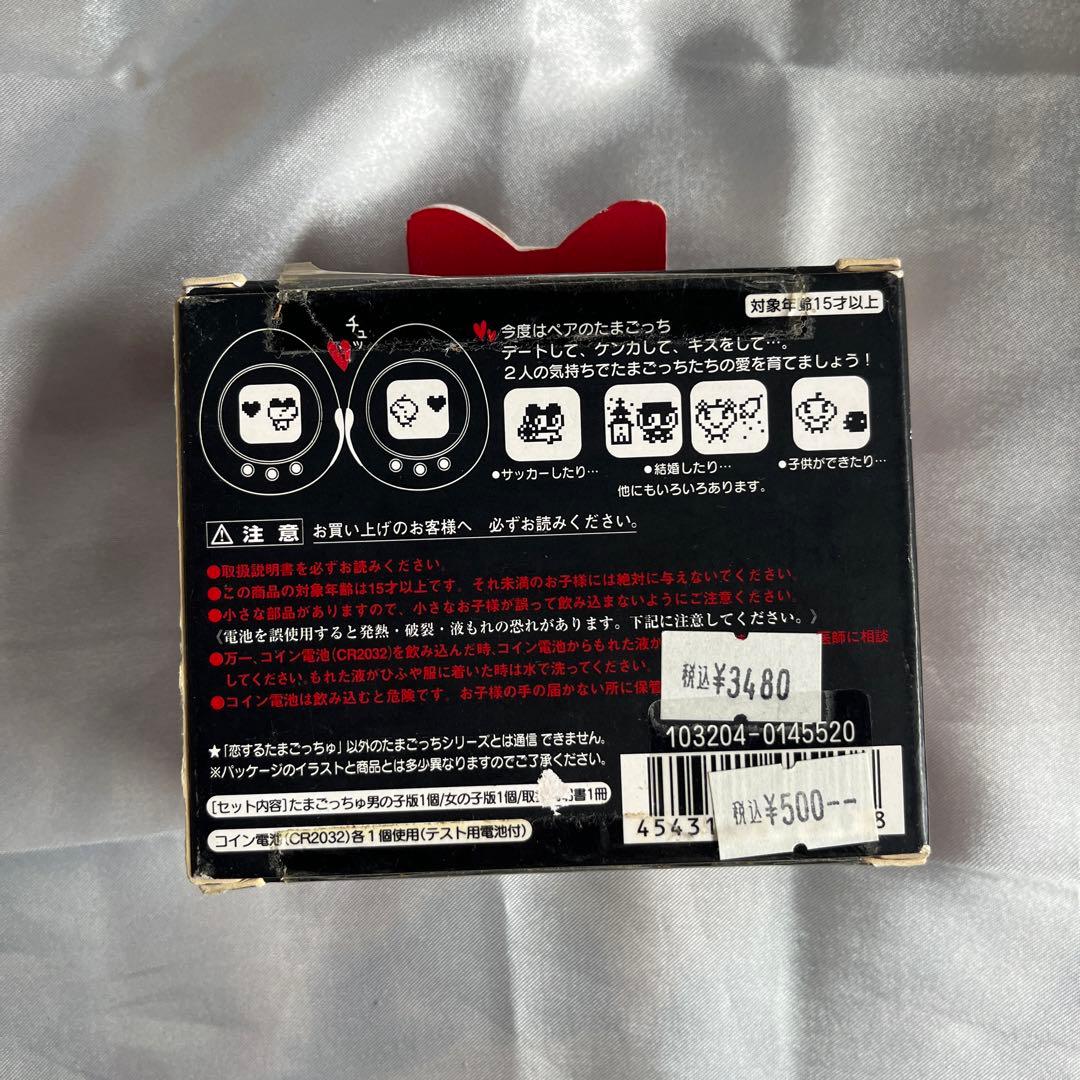 対象年齢15才以上
チュッ
今度はペアのたまごっち
デートして、ケンカして、キスをして…。
2人の気持ちでたまごっちたちの愛を育てましょう!
●サッカーしたり…
●結婚したり…
●子供ができたり…
他にもいろいろあります。
注意 お買い上げのお客様へ 必ずお読みください。
●取扱説明書を必ずお読みください。
●この商品の対象年齢は15才以上です。それ未満のお子様には絶対に与えないでください。
●小さな部品がありますので、小さなお子様が誤って飲み込まないようにご注意ください。
《電池を誤使用すると発熱・破裂・液もれの恐れがあります。下記に注意してください。》
●万一、コイン電池(CR2032)を飲み込んだ時、コイン電池からもれた液が 医師に相談
してください。もれた液がひふや服に着いた時は水で洗ってください。
●コイン電池は飲み込むと危険です。お子様の手の届かない所に保管
税込¥3480
103204-0145520
★「恋するたまごっちゅ」以外のたまごっちシリーズとは通信できません。
※パッケージのイラストと商品とは多少異なりますのでご了承ください。
[セット内容]たまごっちゅ男の子版1個/女の子版1個/取 書1冊
コイン電池(CR2032)各1個使用(テスト用電池付)
税込¥500--
45431 8